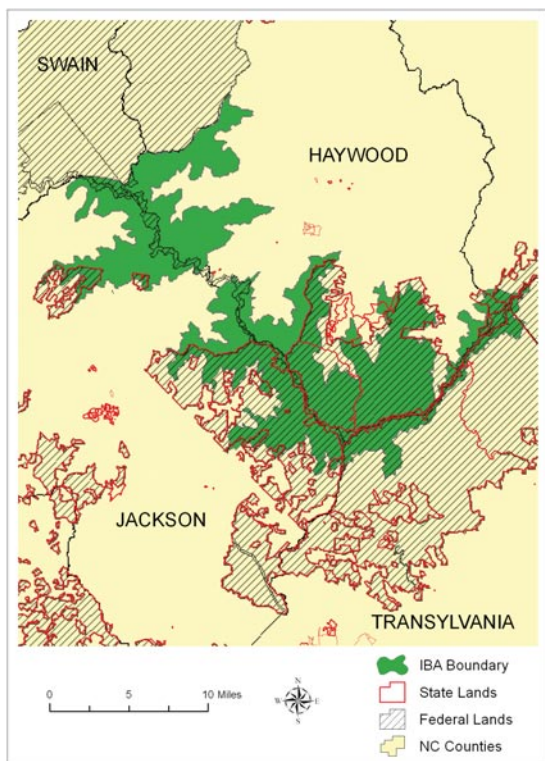 SWAIN
HAYWOOD
JACKSON
TRANSYLVANIA
0 5 10 Miles
N
W E
S
IBA Boundary
State Lands
Federal Lands
NC Counties